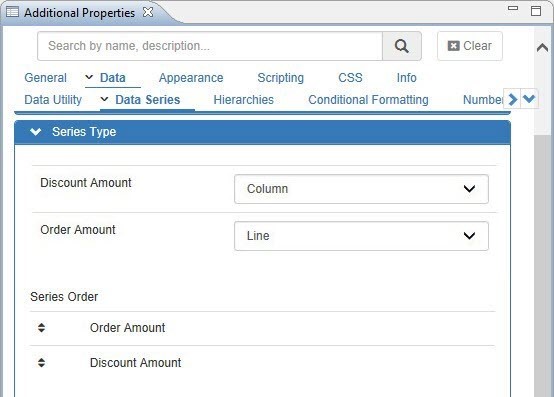 Additional Properties
Search by name, description...
Clear
General Data Appearance Scripting CSS Info
Data Utility Data Series Hierarchies Conditional Formatting Number
Series Type
Discount Amount Column
Order Amount Line
Series Order
Order Amount
Discount Amount